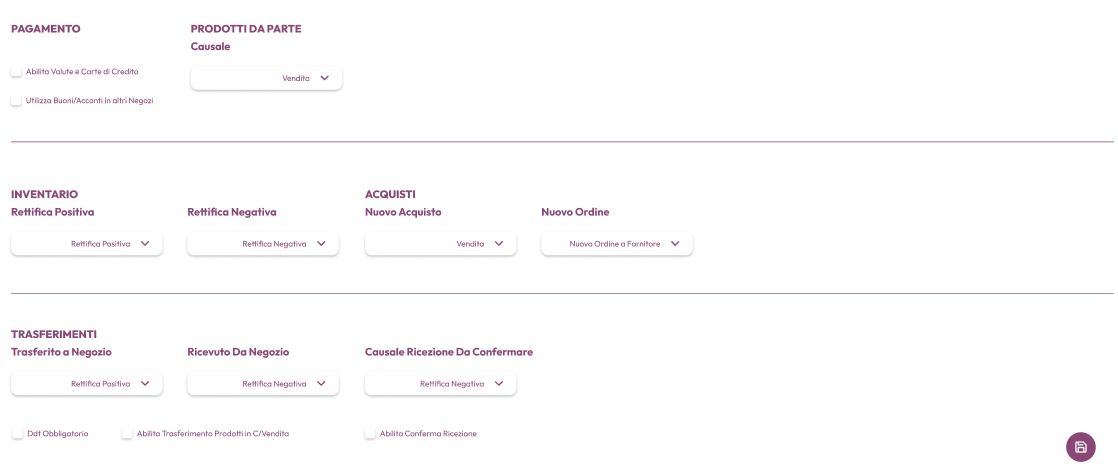 PAGAMENTO
PRODOTTI DA PARTE
Causale
Abilita Valute e Carte di Credito
Vendita
Utilizza Buoni/Acconti in altri Negozi
INVENTARIO
ACQUISTI
Rettifica Positiva
Rettifica Negativa
Nuovo Acquisto
Nuovo Ordine
Rettifica Positiva
Rettifica Negativa
Vendita
Nuovo Ordine a Fornitore
TRASFERIMENTI
Trasferito a Negozio
Ricevuto Da Negozio
Causale Ricezione Da Confermare
Rettifica Positiva
Rettifica Negativa
Rettifica Negativa
Ddt Obbligatorio
Abilita Trasferimento Prodotti in C/Vendita
Abilita Conferma Ricezione